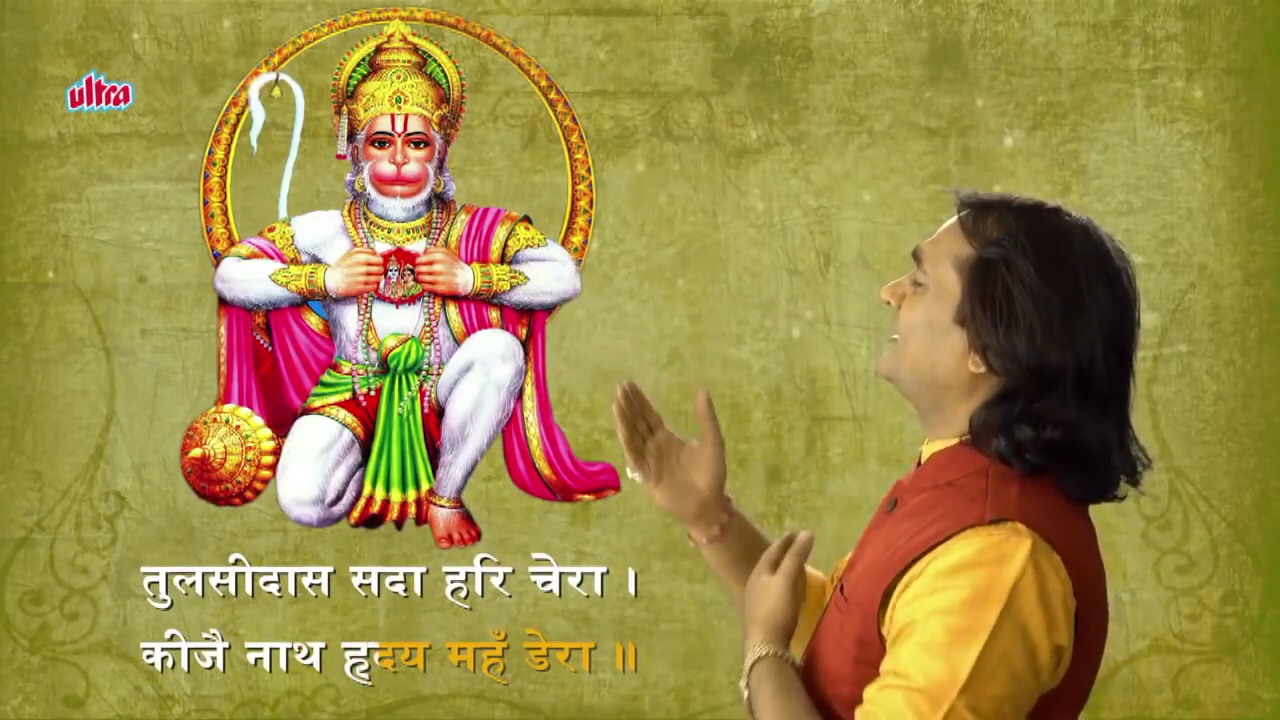 ultra
तुलसीदास सदा हरि चेरा ।
कीजै नाथ हृदय महँ डेरा ॥